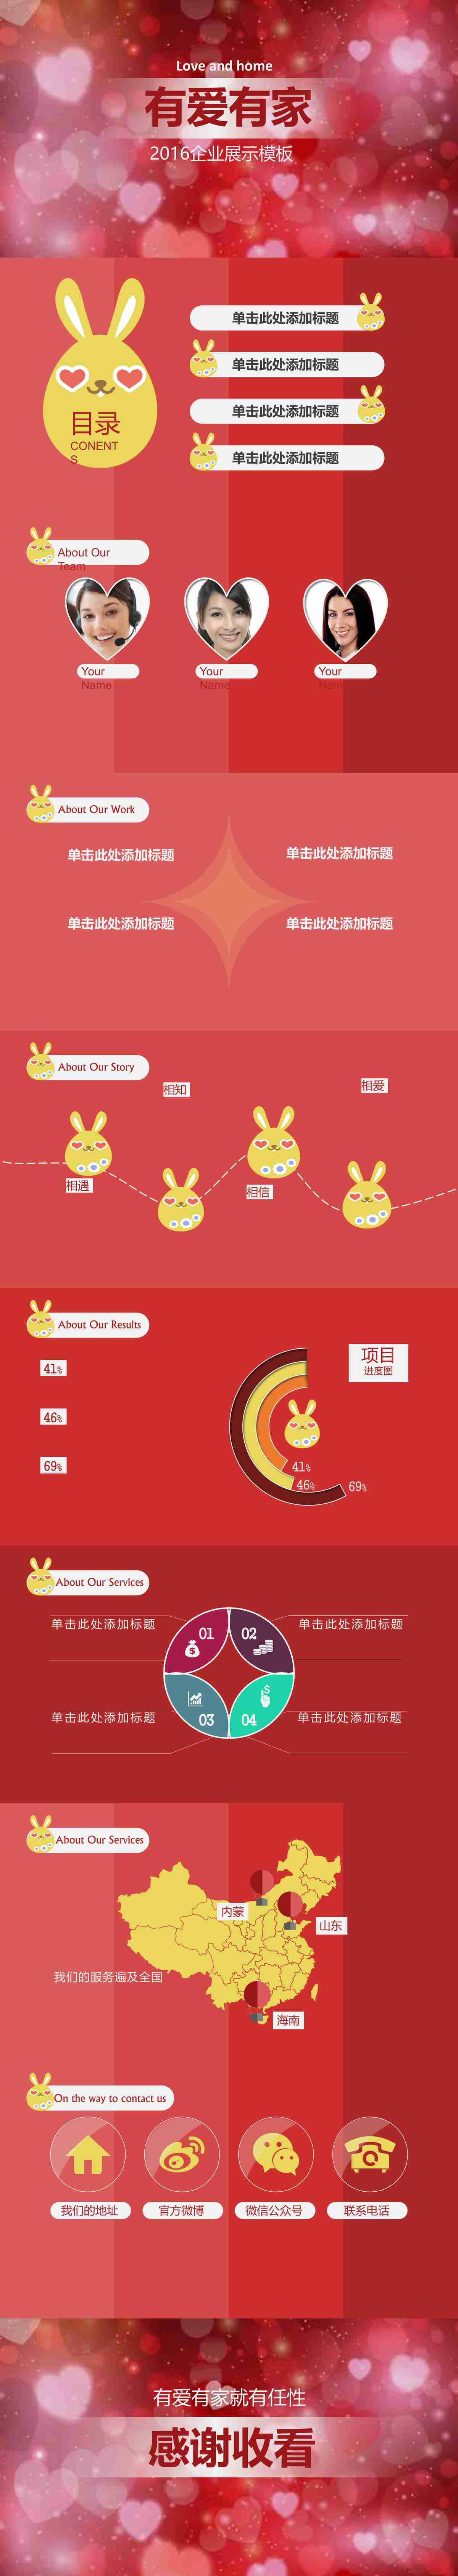 Love and home
有爱有家
2016企业展示模板
单击此处添加标题
单击此处添加标题
目录
单击此处添加标题
CONENT
S
单击此处添加标题
About Our
Team
Your
Name
Your
Name
Your
Name
About Our Work
单击此处添加标题
单击此处添加标题
单击此处添加标题
单击此处添加标题
About Our Story
相知
相爱
相遇
相信
About Our Results
项目
进度图
41%
46%
69%
41%
46%
69%
About Our Services
单击此处添加标题
01
02
单击此处添加标题
单击此处添加标题
03
04
单击此处添加标题
About Our Services
内蒙
山东
我们的服务遍及全国
海南
On the way to contact us
我们的地址
官方微博
微信公众号
联系电话
有爱有家就有任性
感谢收看